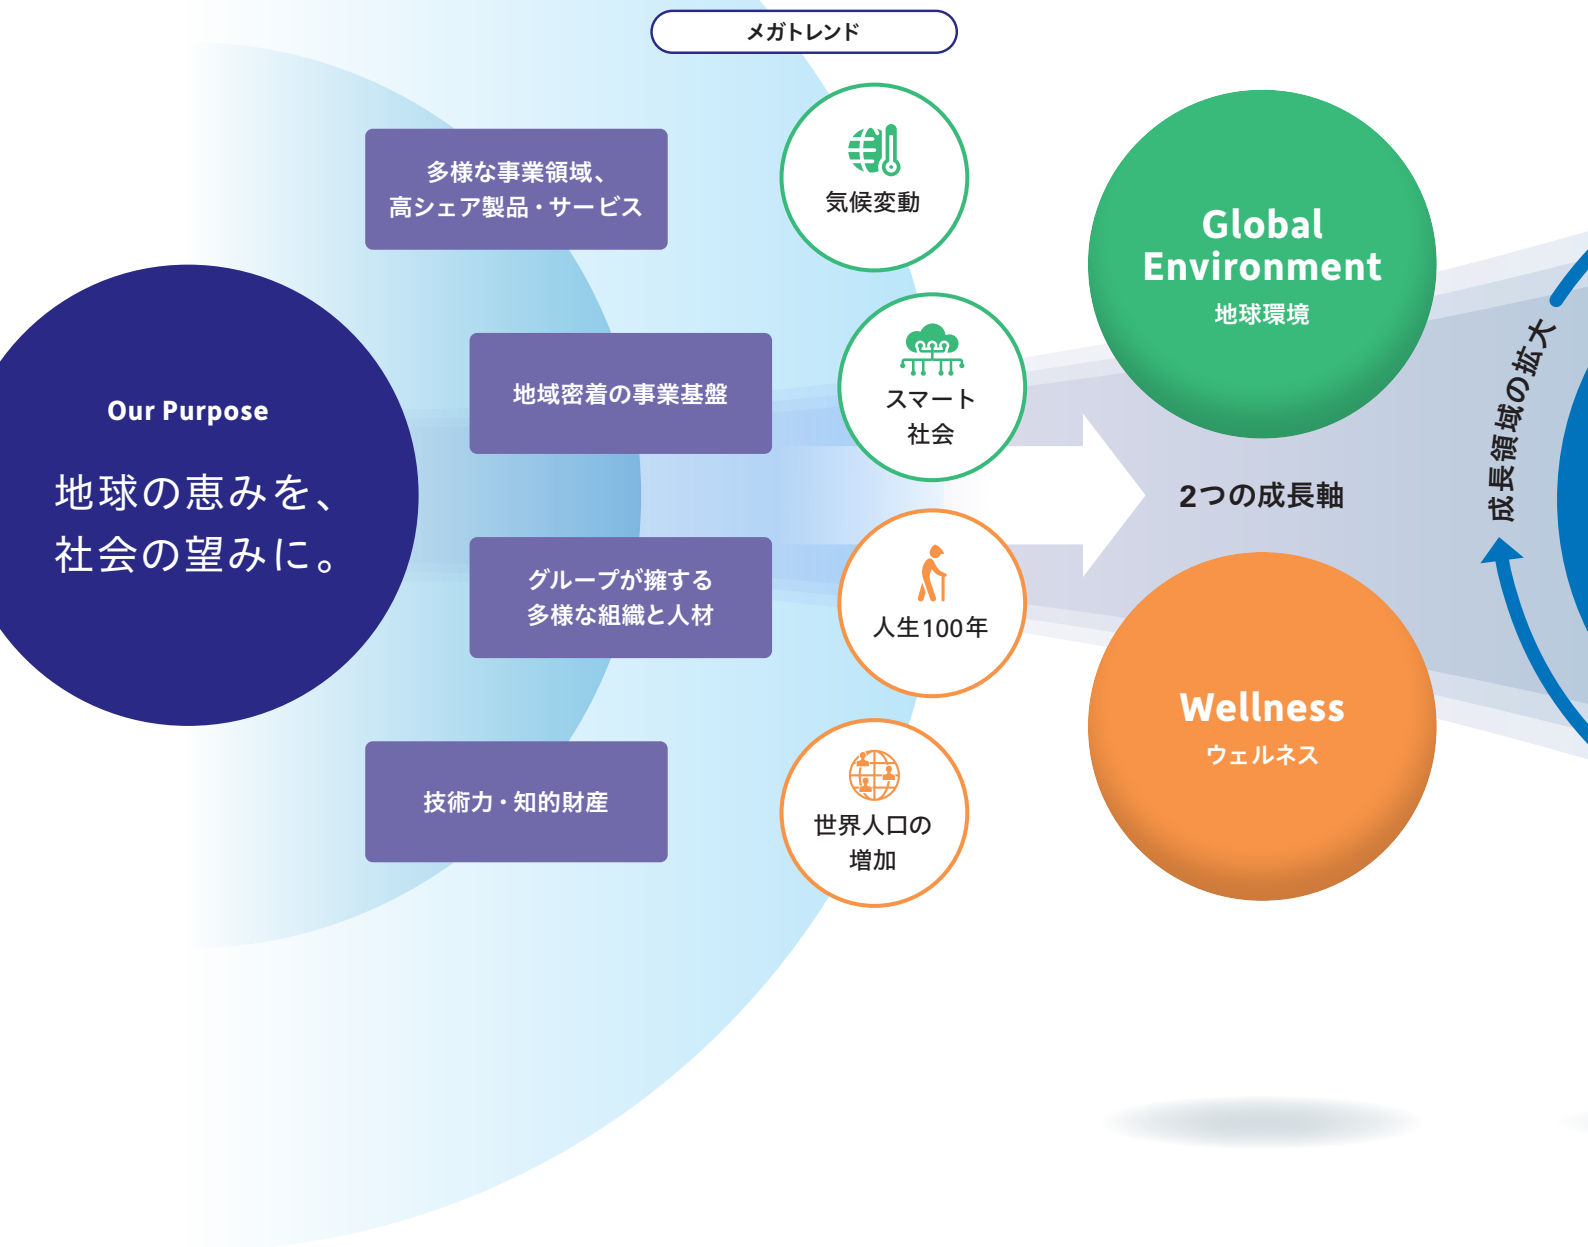 メガトレンド
Our Purpose
地球の恵みを、
社会の望みに。
多様な事業領域、
高シェア製品・サービス
地域密着の事業基盤
グループが擁する
多様な組織と人材
技術力・知的財産
気候変動
スマート
社会
人生100年
世界人口の
増加
Global
Environment
地球環境
2つの成長軸
Wellness
ウェルネス
成長領域の拡大